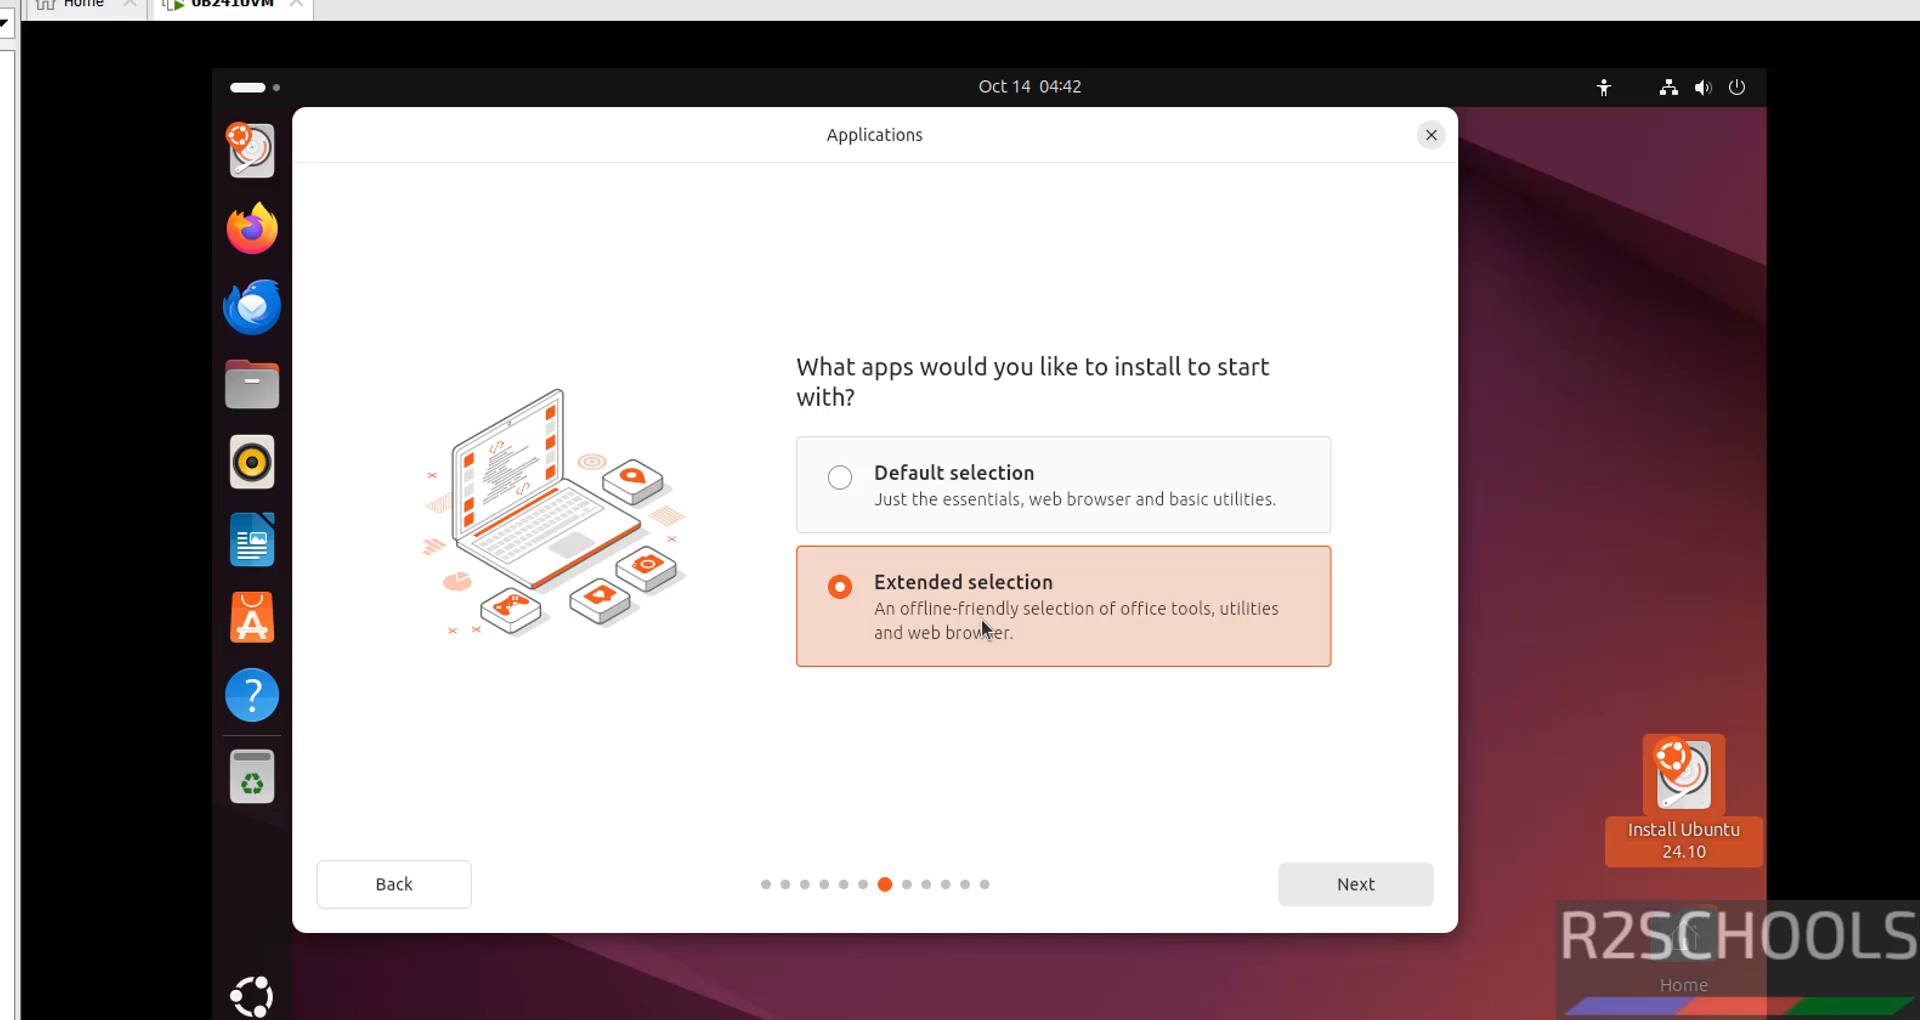 Home
UB2410VM
Oct 14 04:42
Applications
What apps would you like to install to start
with?
Default selection
Just the essentials, web browser and basic utilities.
Extended selection
An offline-friendly selection of office tools, utilities
and web browser.
Install Ubuntu
24.10
Back
Next
R2SCHOOLS
Home